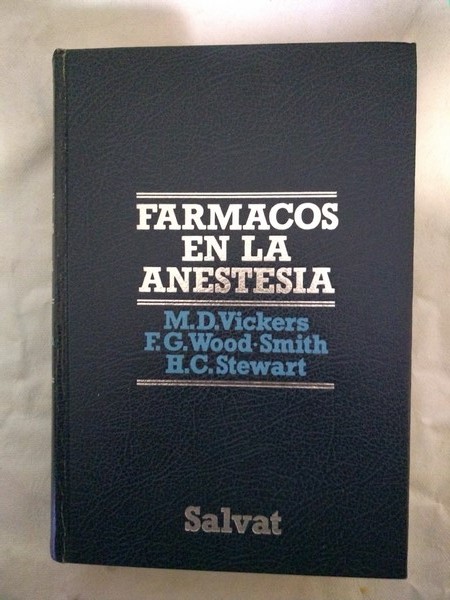 FARMACOS
EN LA
ANESTESIA
M.D.Vickers
F.G.Wood-Smith
H.C.Stewart
Salvat